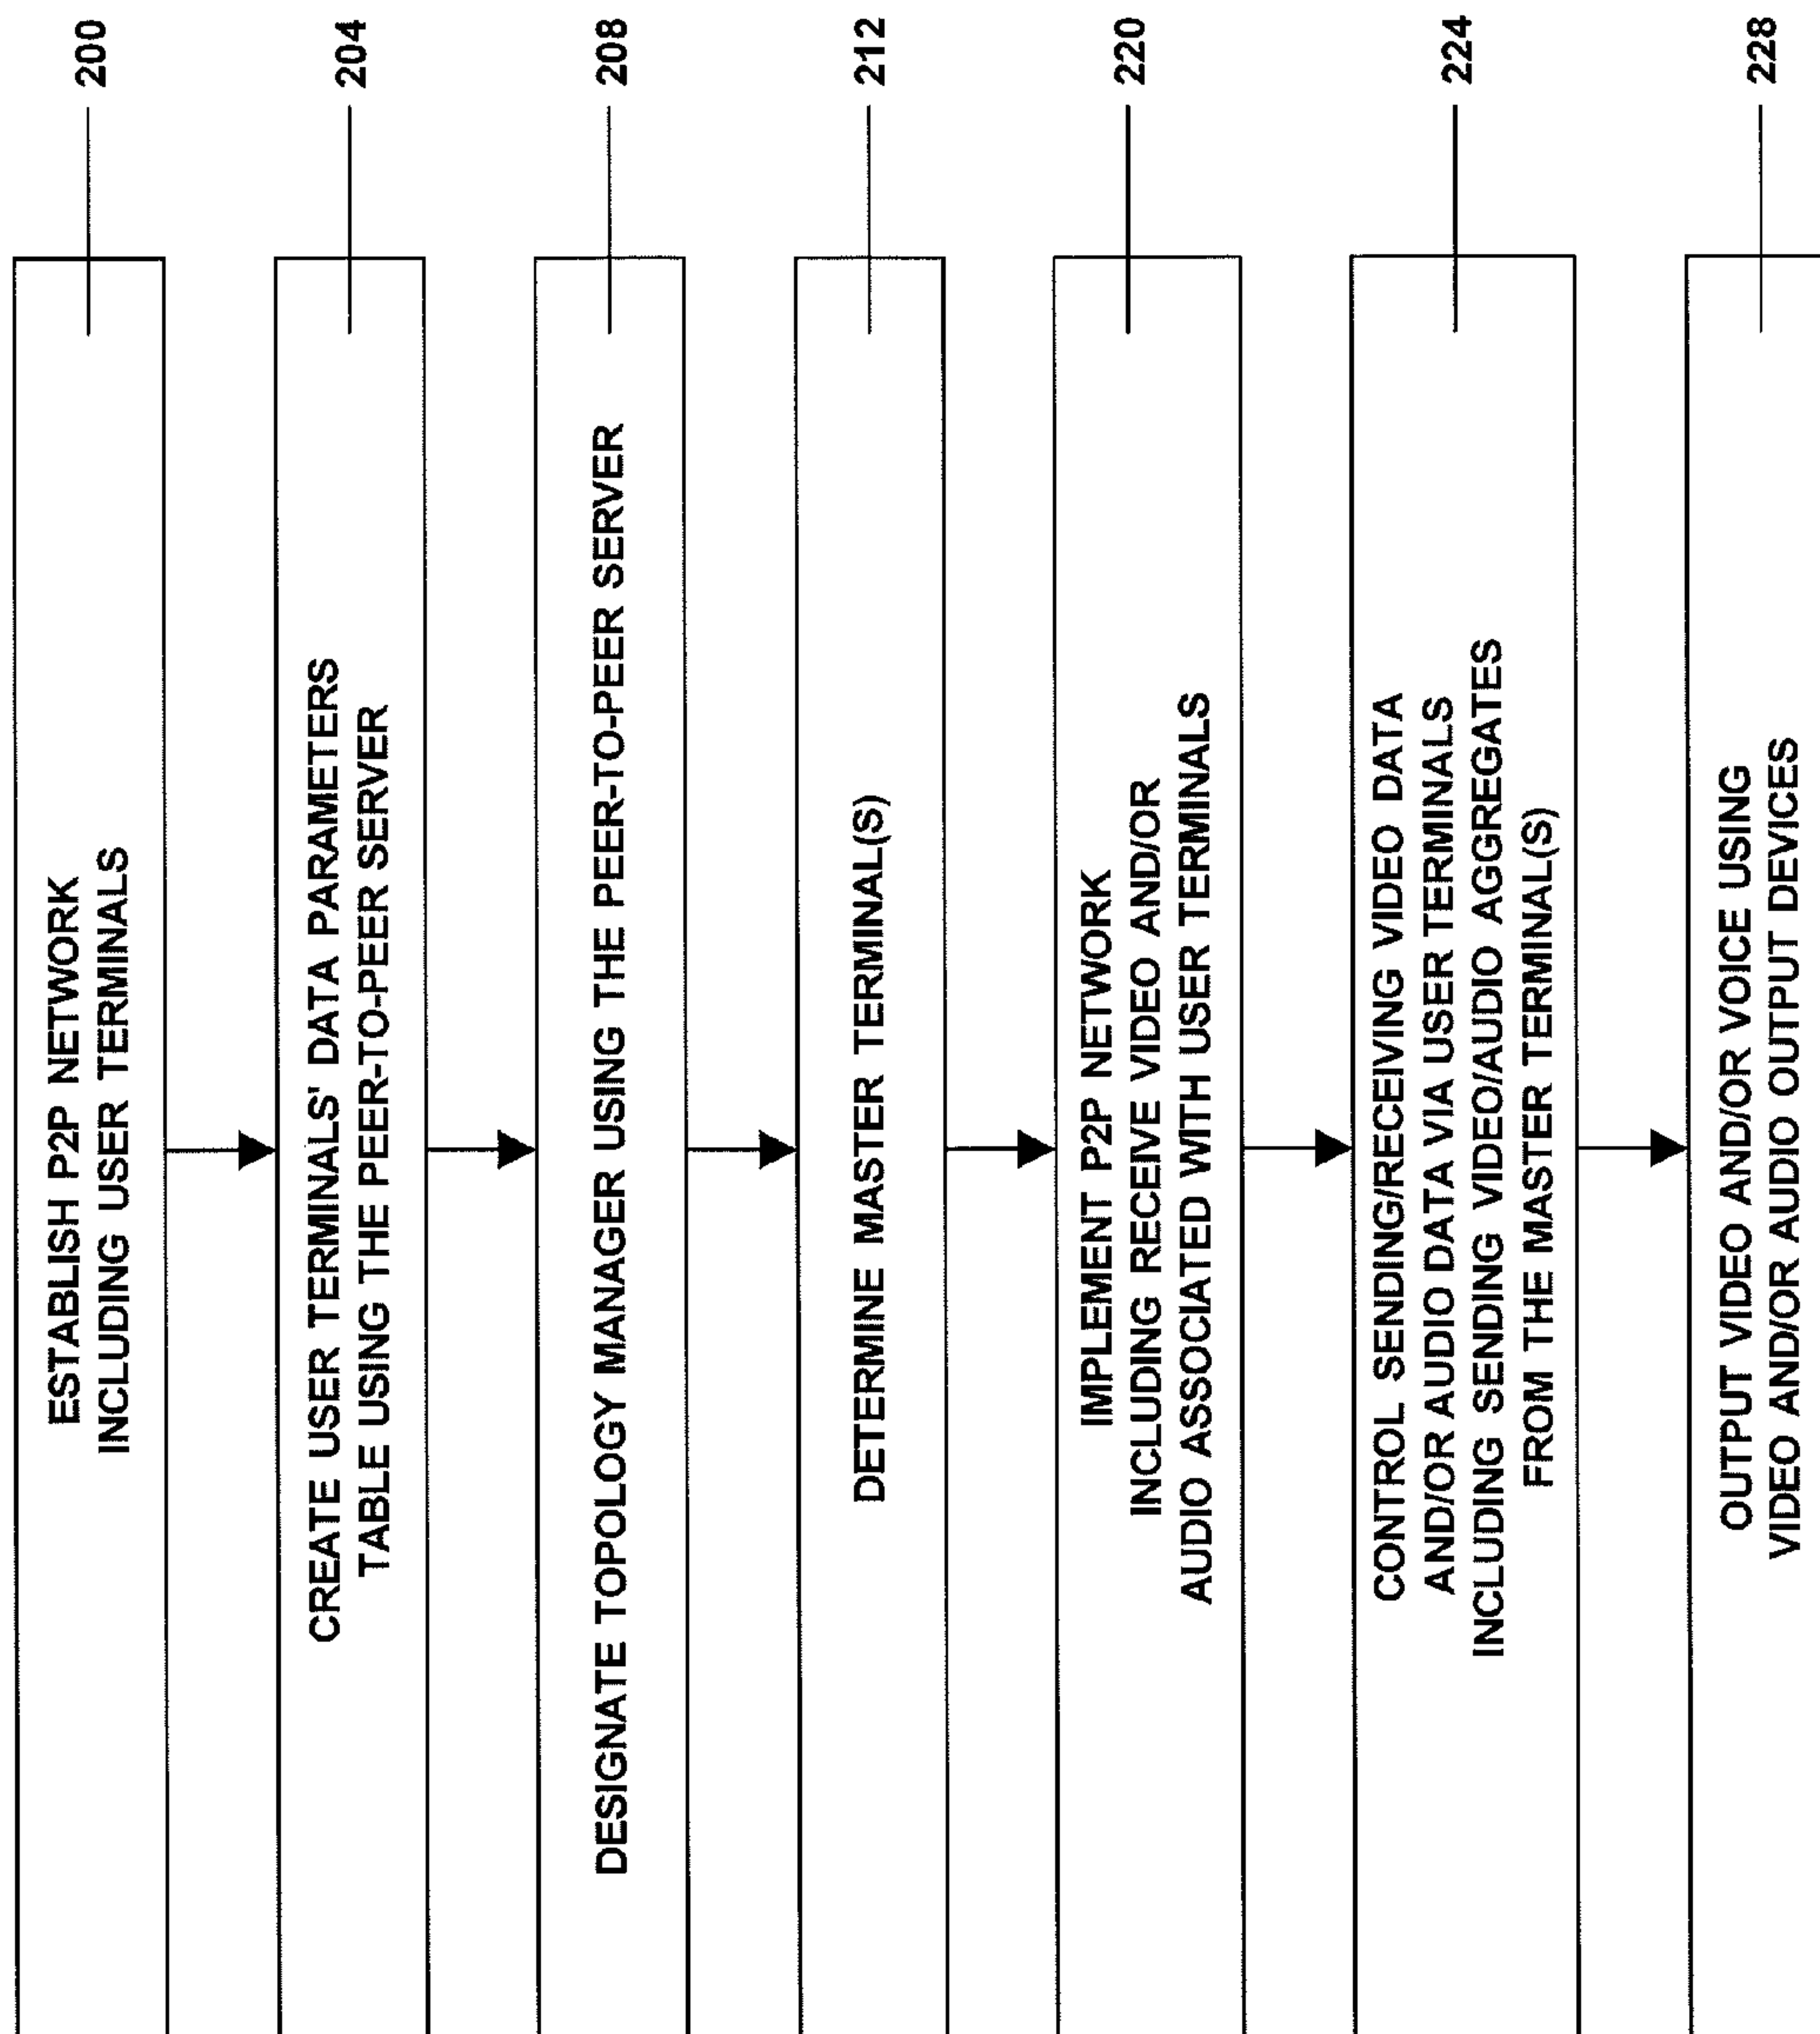 ESTABLISH P2P NETWORK
INCLUDING USER TERMINALS
200
CREATE USER TERMINALS' DATA PARAMETERS
TABLE USING THE PEER-TO-PEER SERVER
204
DESIGNATE TOPOLOGY MANAGER USING THE PEER-TO-PEER SERVER
208
DETERMINE MASTER TERMINAL(S)
212
IMPLEMENT P2P NETWORK
INCLUDING RECEIVE VIDEO AND/OR
AUDIO ASSOCIATED WITH USER TERMINALS
220
CONTROL SENDING/RECEIVING VIDEO DATA
AND/OR AUDIO DATA VIA USER TERMINALS
INCLUDING SENDING VIDEO/AUDIO AGGREGATES
FROM THE MASTER TERMINAL(S)
224
OUTPUT VIDEO AND/OR VOICE USING
VIDEO AND/OR AUDIO OUTPUT DEVICES
228